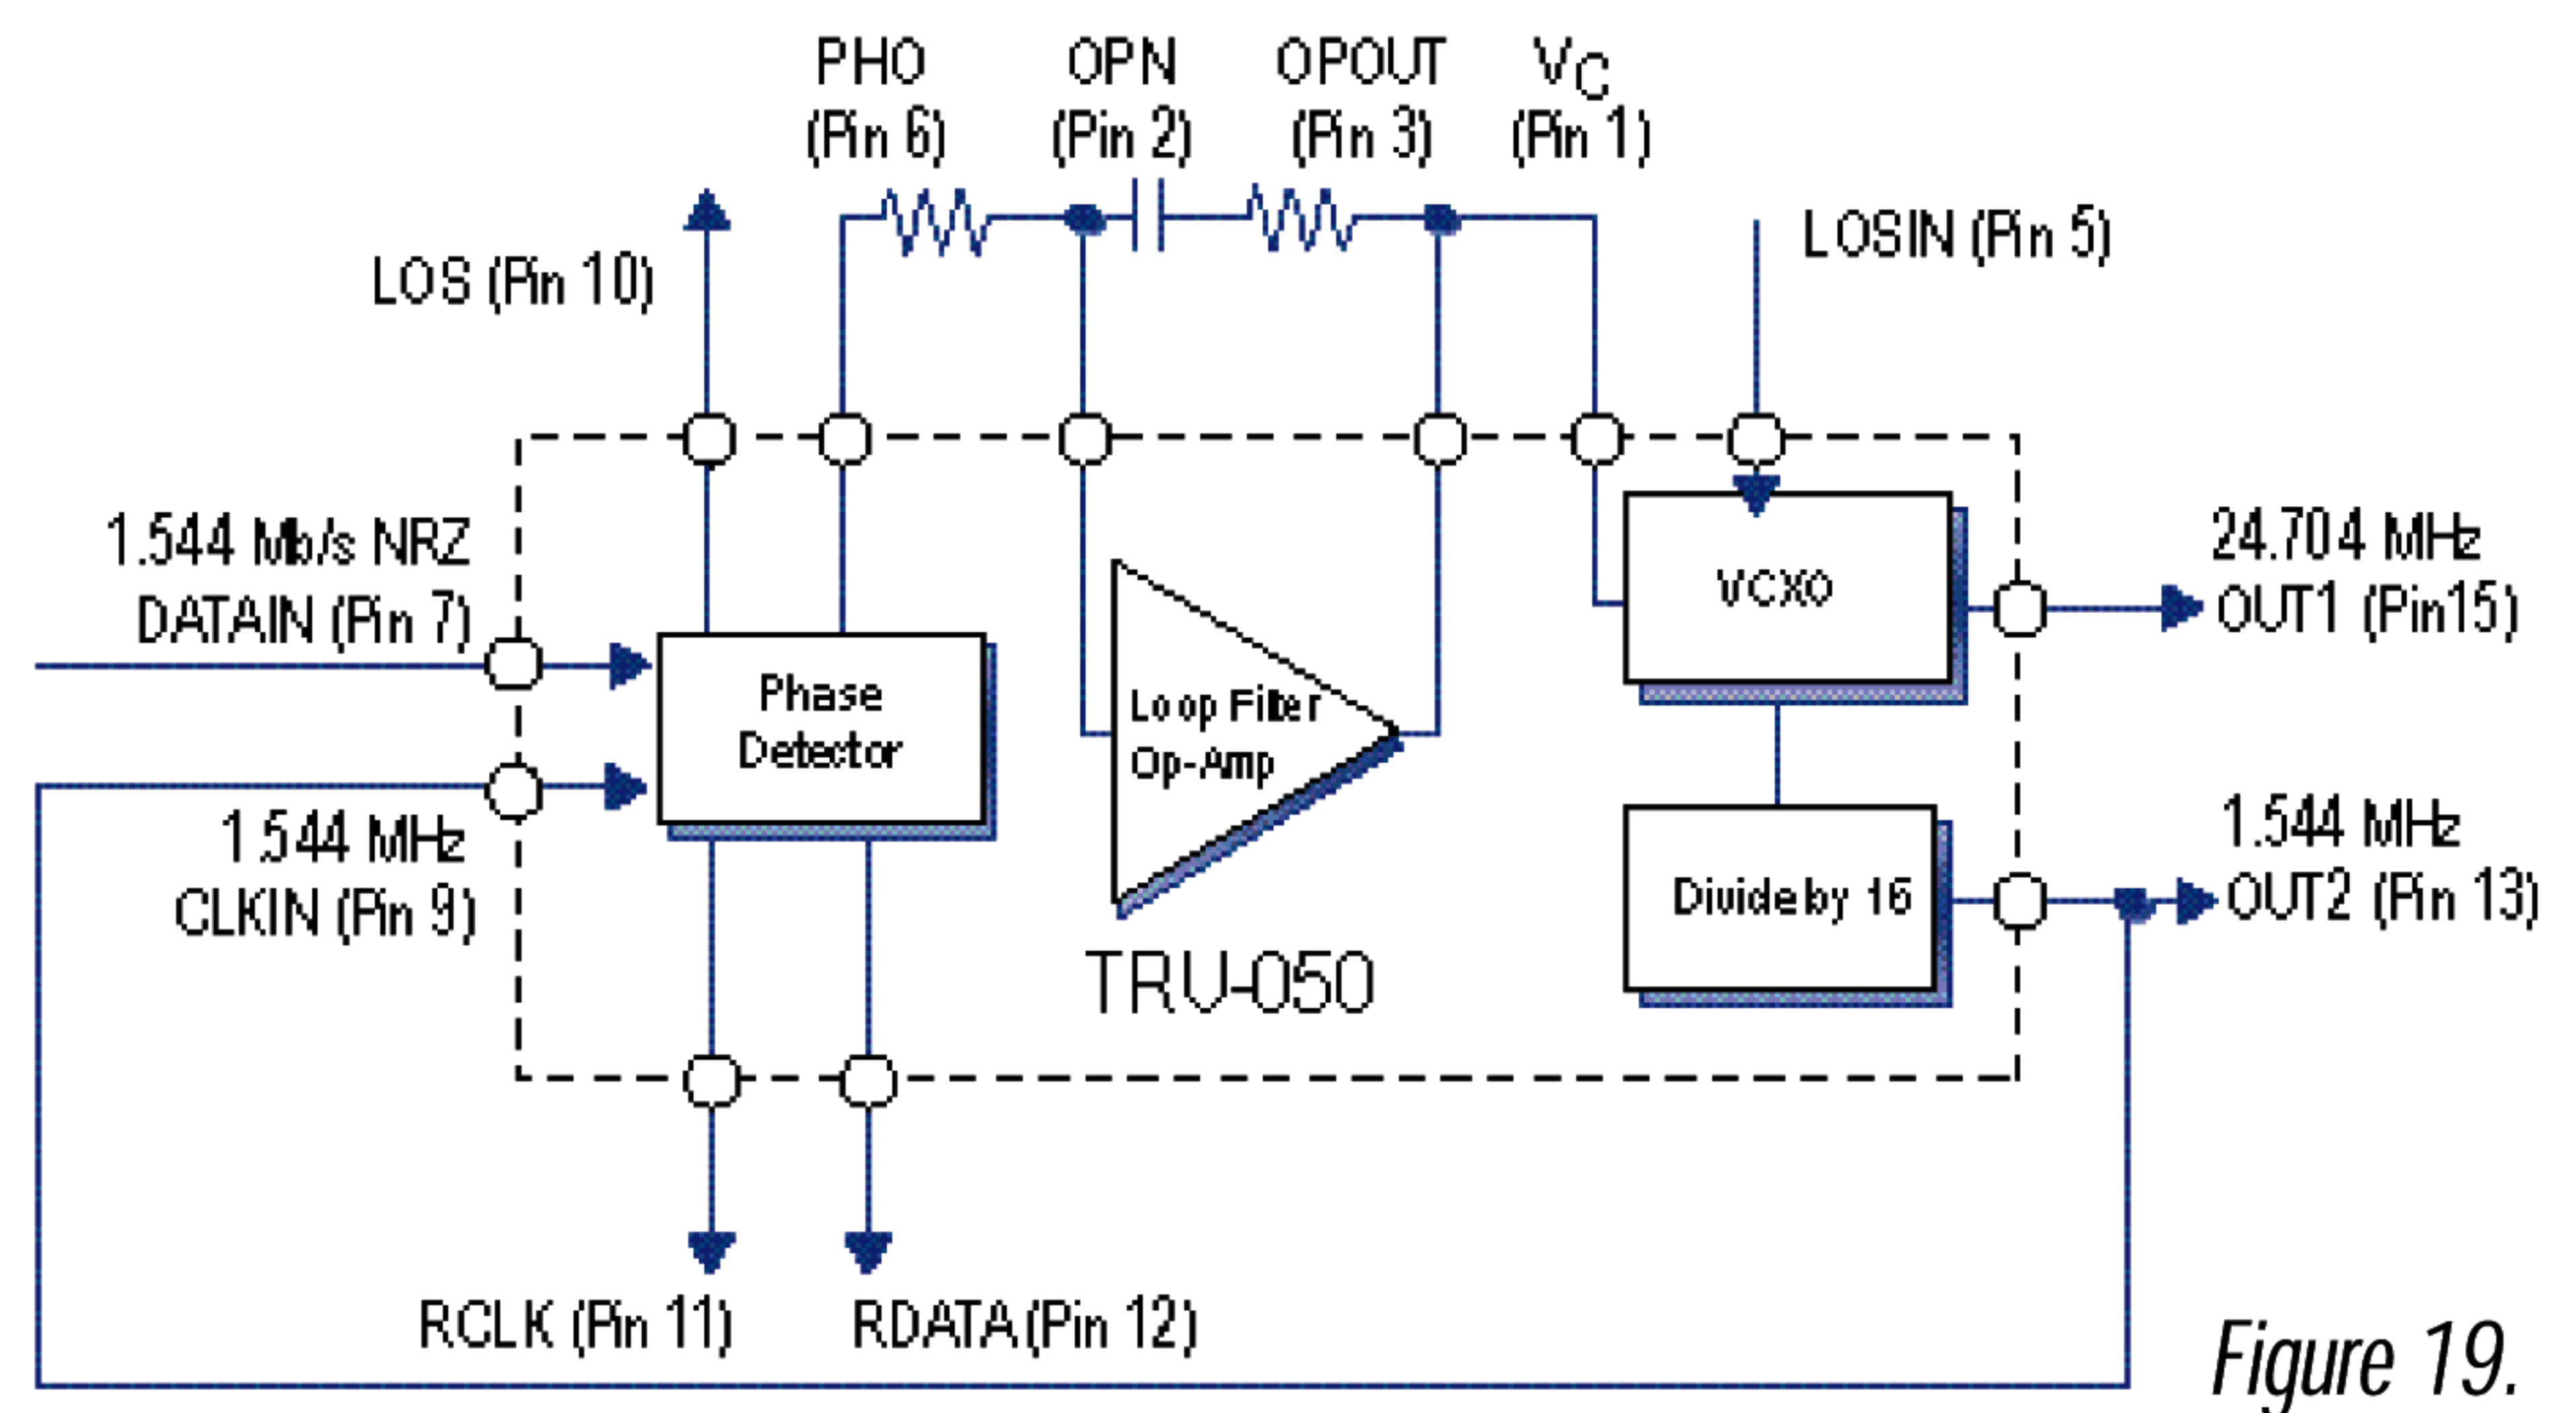 PHO
(Pin 6)
OPN
(Pin 2)
OPOUT
(Pin 3)
VC
(Pin 1)
LOS (Pin 10)
LOSIN (Pin 5)
1.544 Mb/s NRZ
DATAIN (Pin 7)
Phase
Detector
1.544 MHz
CLKIN (Pin 9)
Loop Filter
Op-Amp
TRU-050
VCXO
24.704 MHz
OUT1 (Pin15)
Divide by 16
1.544 MHz
OUT2 (Pin 13)
RCLK (Pin 11)
RDATA (Pin 12)
Figure 19.